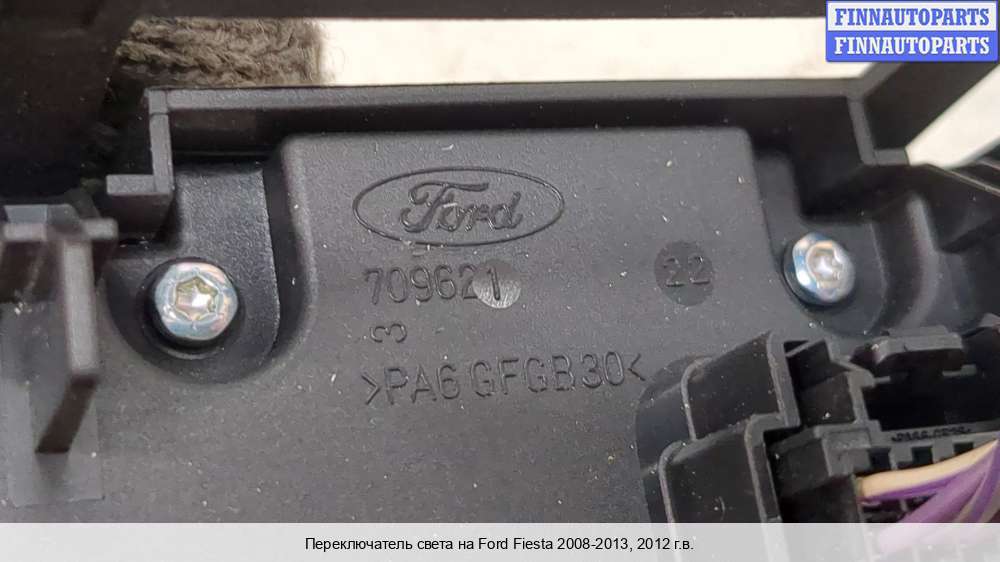 FINNAUTOPARTS
FINNAUTOPARTS
Ford
709621
22
3
>PA6 GFGB30<
Переключатель света на Ford Fiesta 2008-2013, 2012 г.в.